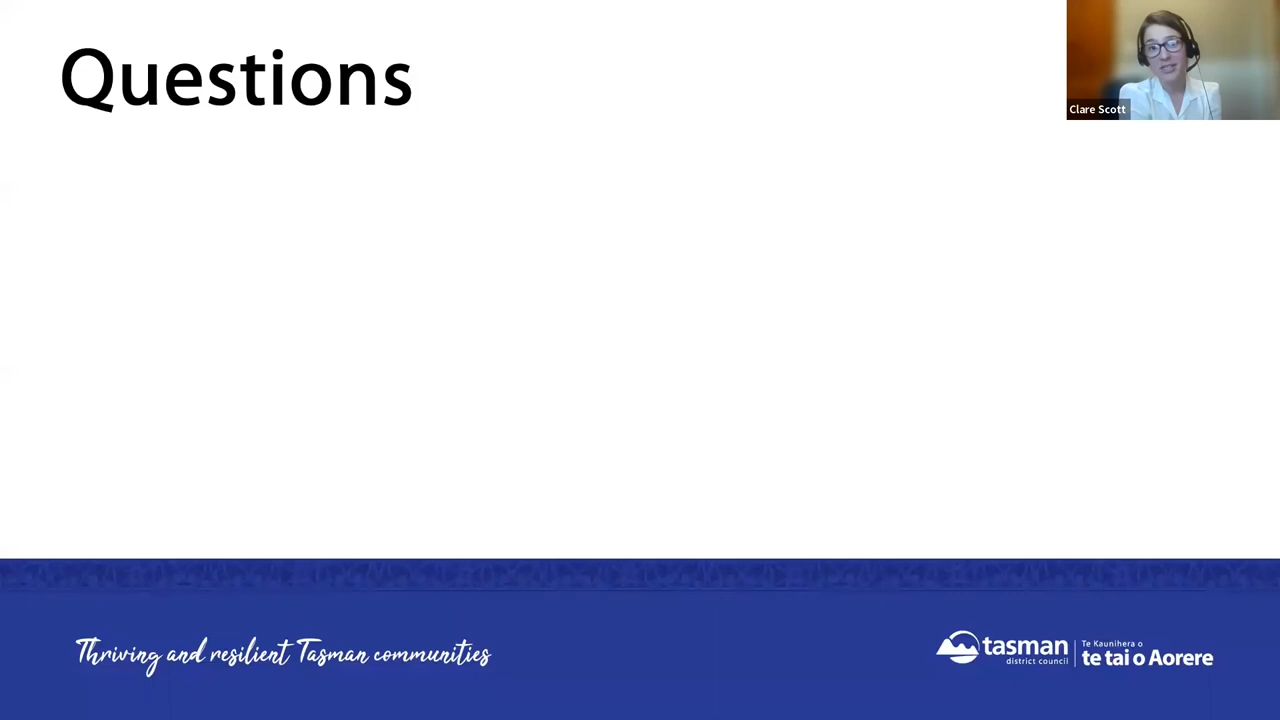 Questions
Clare Scott
Thriving and resilient Tasman communities
tasman
district council
Te Kaunihera o
te tai o Aorere